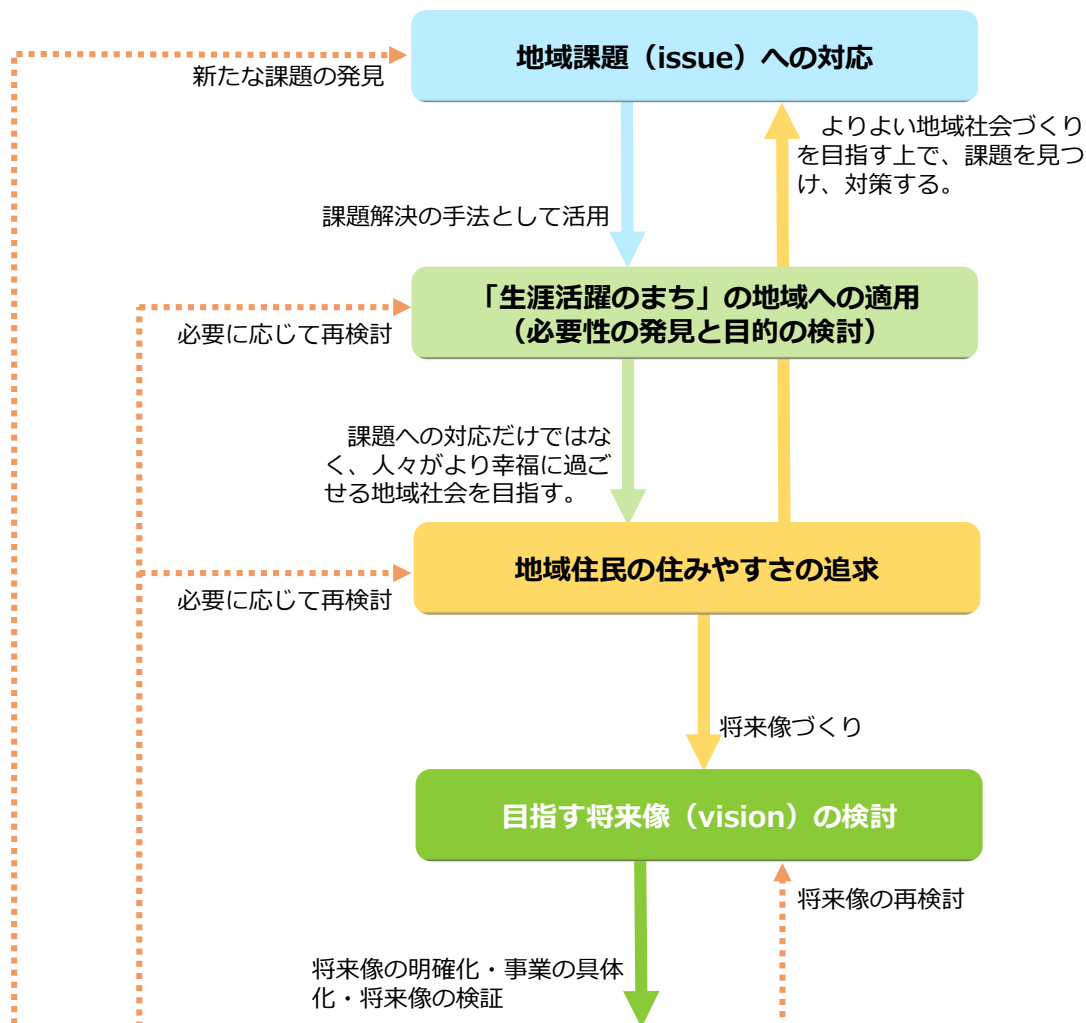 地域課題（issue）への対応
新たな課題の発見
よりよい地域社会づくり
を目指す上で、課題を見つ
け、対策する。
課題解決の手法として活用
「生涯活躍のまち」の地域への適用
（必要性の発見と目的の検討）
必要に応じて再検討
課題への対応だけではな
く、人々がより幸福に過ご
せる地域社会を目指す。
地域住民の住みやすさの追求
必要に応じて再検討
将来像づくり
目指す将来像（vision）の検討
将来像の再検討
将来像の明確化・事業の具体
化・将来像の検証